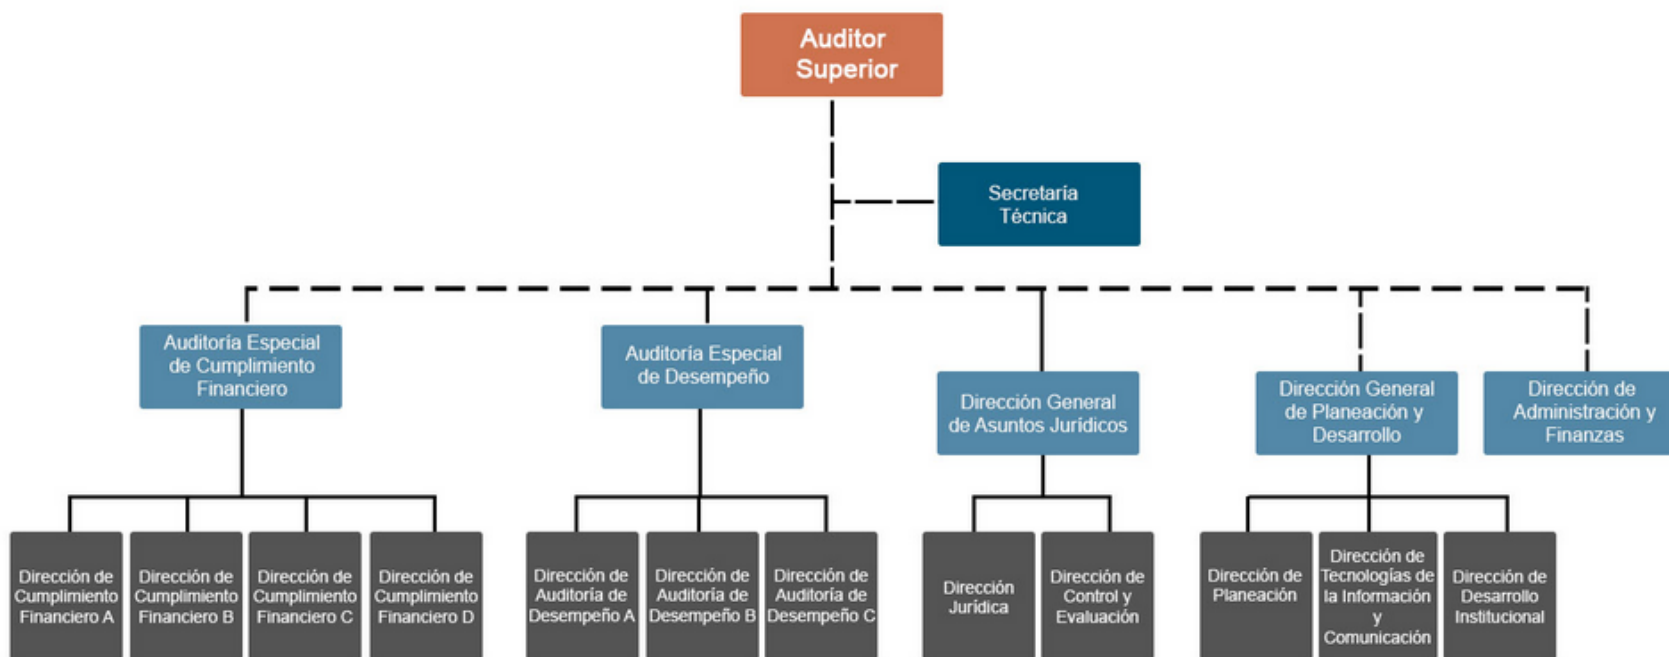 Auditor
Superior
Secretaría
Técnica
Auditoría Especial
de Cumplimiento
Financiero
Auditoría Especial
de Desempeño
Dirección General
de Asuntos Jurídicos
Dirección General
de Planeación y
Desarrollo
Dirección de
Administración y
Finanzas
Dirección de
Cumplimiento
Financiero A
Dirección de
Cumplimiento
Financiero B
Dirección de
Cumplimiento
Financiero C
Dirección de
Cumplimiento
Financiero D
Dirección de
Auditoría de
Desempeño A
Dirección de
Auditoría de
Desempeño B
Dirección de
Auditoría de
Desempeño C
Dirección
Jurídica
Dirección de
Control y
Evaluación
Dirección de
Planeación
Dirección de
Tecnologías de
la Información
y
Comunicación
Dirección de
Desarrollo
Institucional